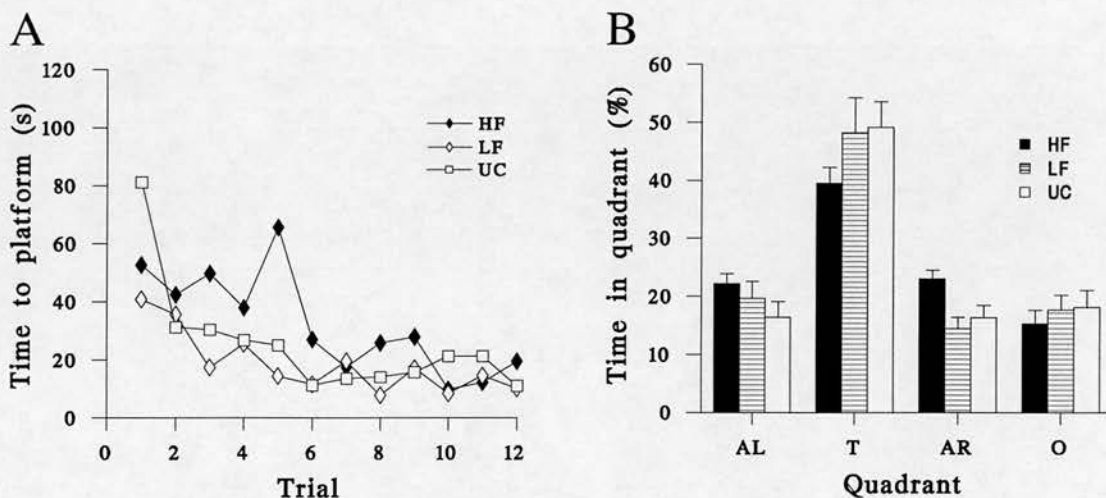 A
Time to platform (s)
120
100
80
60
40
20
0
HF
LF
UC
0 2 4 6 8 10 12
Trial
B
Time in quadrant (%)
60
50
40
30
20
10
0
HF
LF
UC
AL T AR O
Quadrant